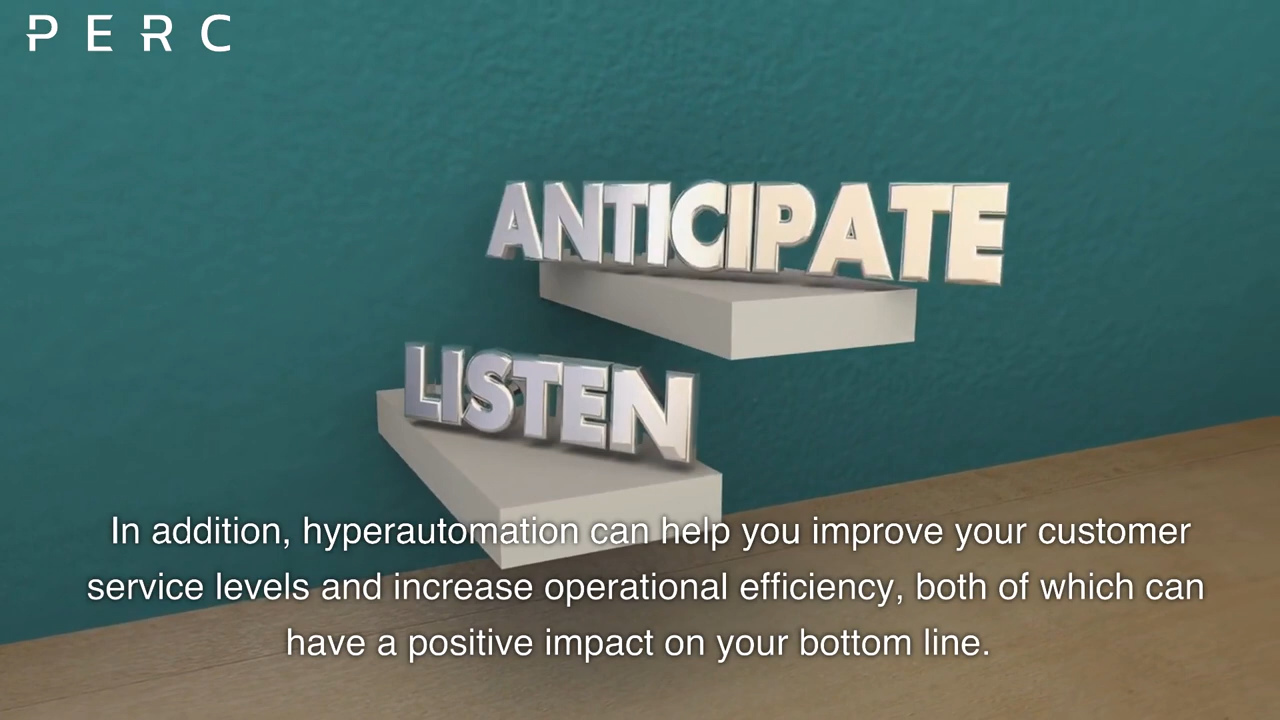 PERC
ANTICIPATE
LISTEN
In addition, hyperautomation can help you improve your customer
service levels and increase operational efficiency, both of which can
have a positive impact on your bottom line.